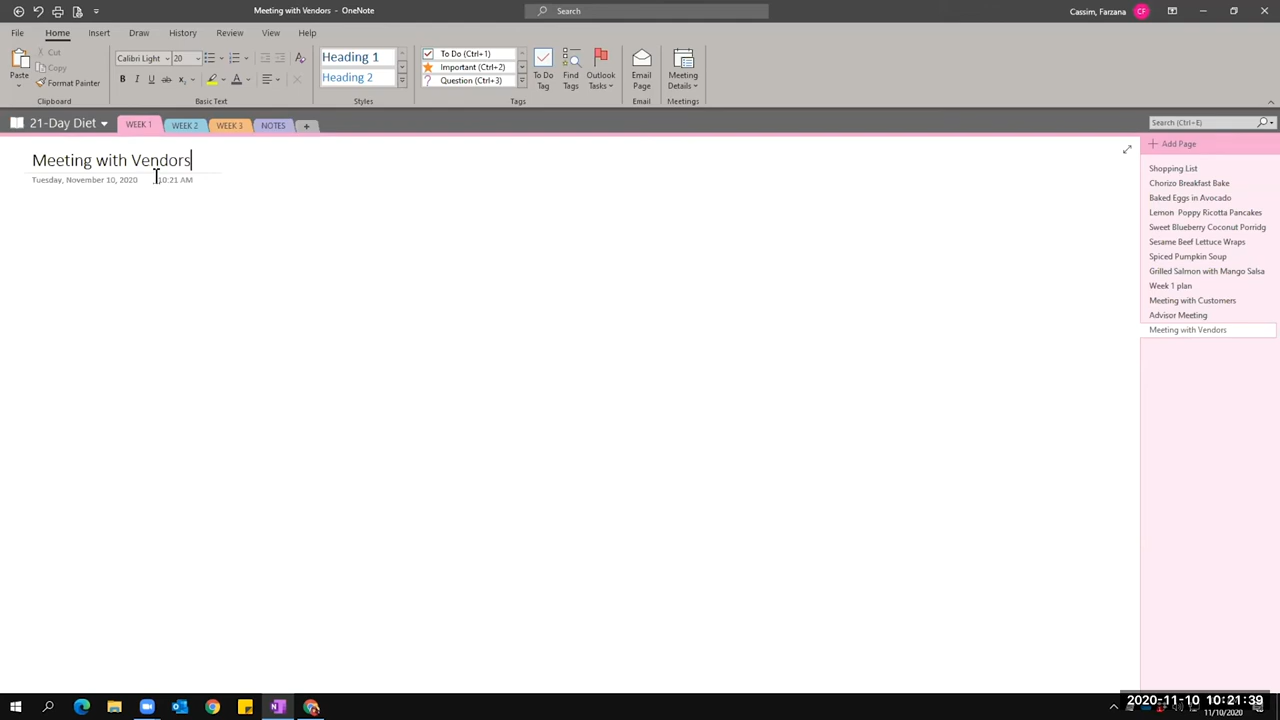 Meeting with Vendors - OneNote
Search
Cassim, Farzana
CF
File
Home
Insert
Draw
History
Review
View
Help
Paste
Cut
Copy
Format Painter
Clipboard
Calibri Light
20
B
I
U
ab
x₂
A
Basic Text
Heading 1
Heading 2
Styles
To Do (Ctrl+1)
Important (Ctrl+2)
Question (Ctrl+3)
Tags
To Do
Tag
Find
Tags
Outlook
Tasks
Email
Page
Email
Meeting
Details
Meetings
21-Day Diet
WEEK 1
WEEK 2
WEEK 3
NOTES
+
Search (Ctrl+E)
Meeting with Vendors
Tuesday, November 10, 2020
10:21 AM
Add Page
Shopping List
Chorizo Breakfast Bake
Baked Eggs in Avocado
Lemon Poppy Ricotta Pancakes
Sweet Blueberry Coconut Porridg
Sesame Beef Lettuce Wraps
Spiced Pumpkin Soup
Grilled Salmon with Mango Salsa
Week 1 plan
Meeting with Customers
Advisor Meeting
Meeting with Vendors
2020-11-10 10:21:39
11/10/2020